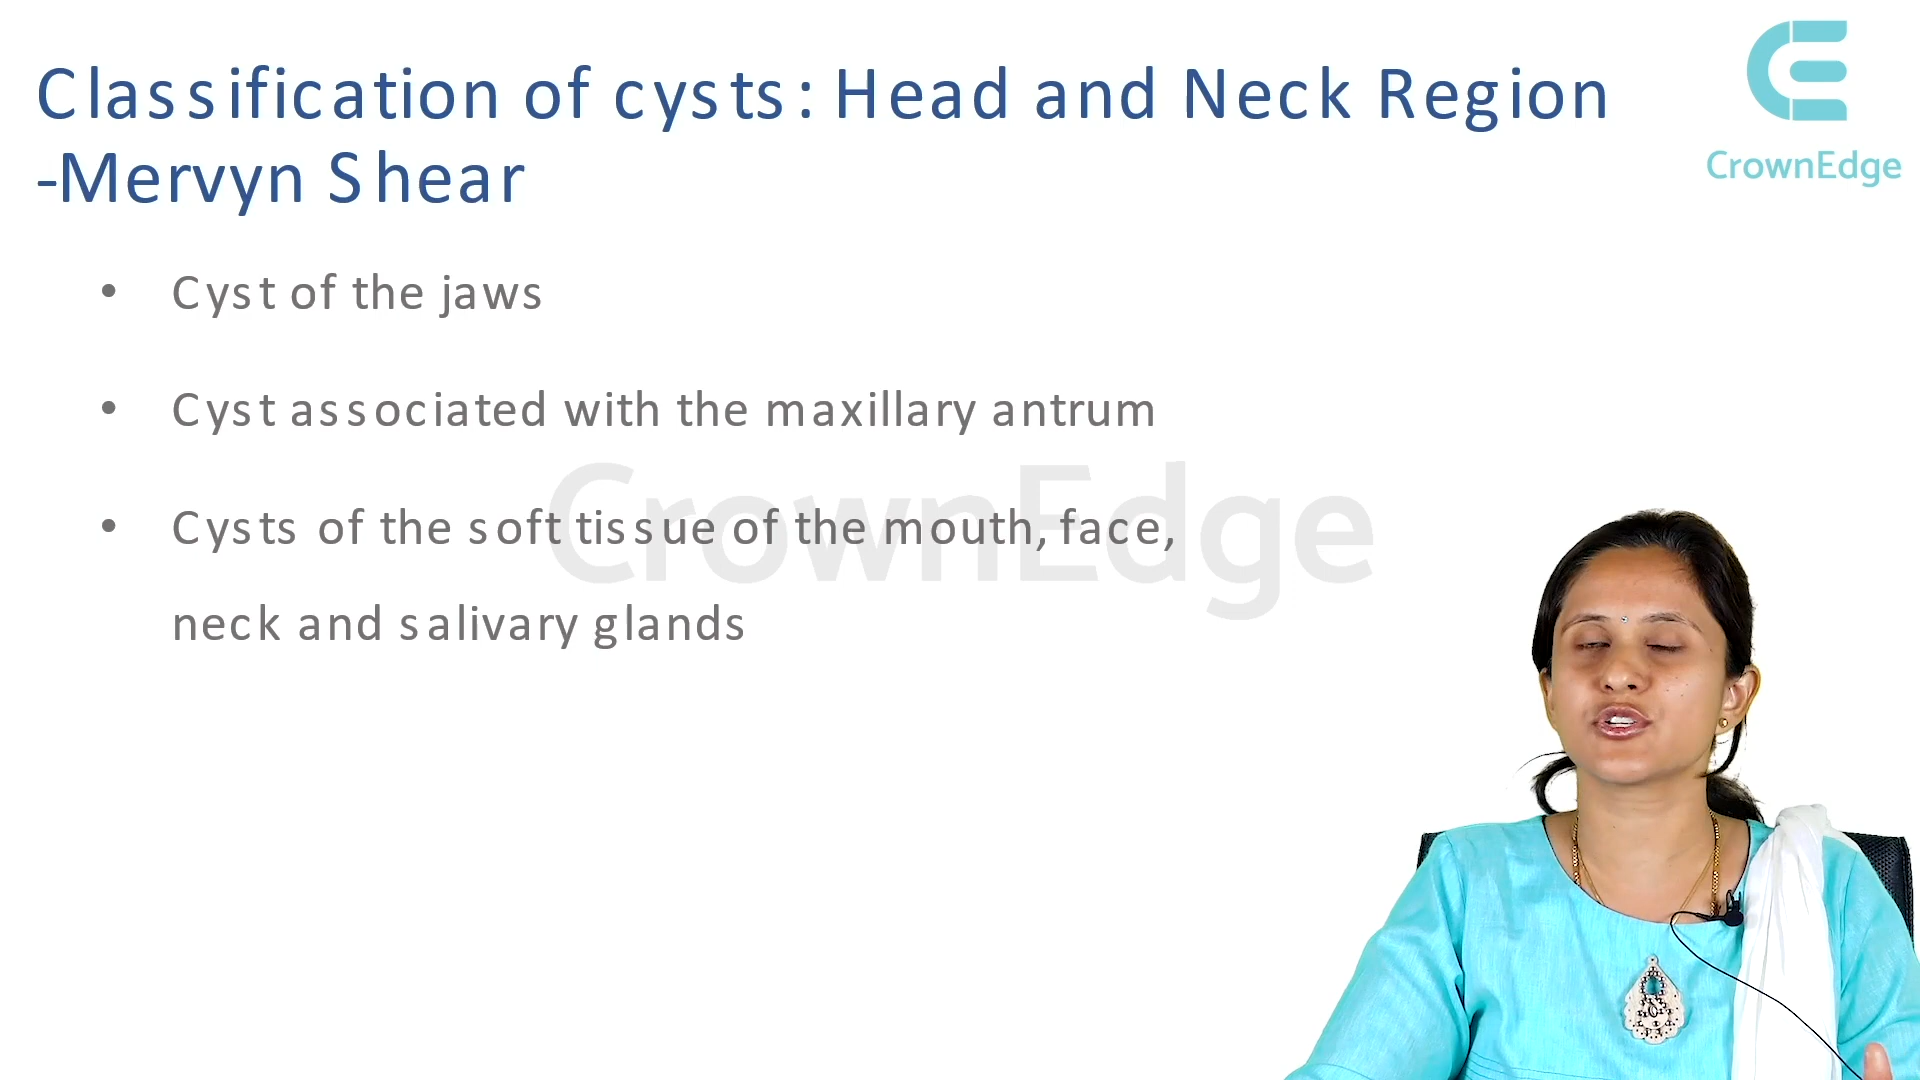 Classification of cysts: Head and Neck Region
-Mervyn Shear
CrownEdge
• Cyst of the jaws
• Cyst associated with the maxillary antrum
CrownEdge
• Cysts of the soft tissue of the mouth, face,
neck and salivary glands